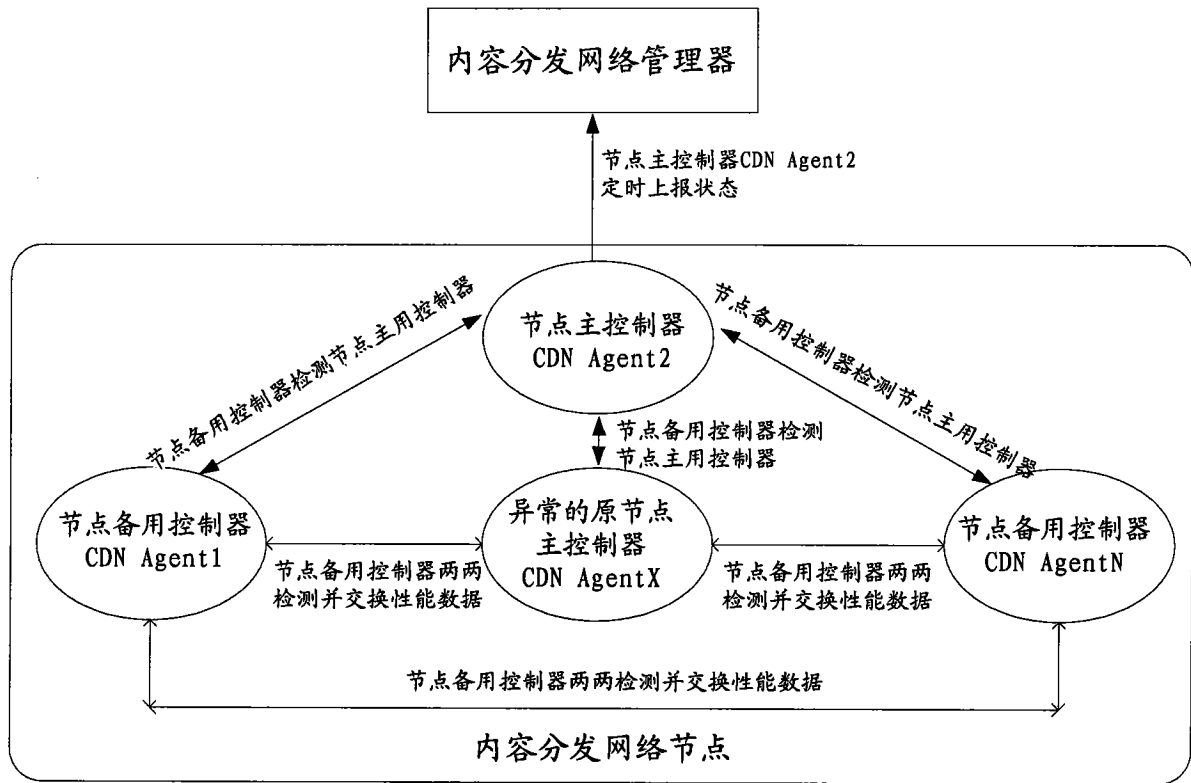 内容分发网络管理器
节点主控制器CDN Agent2
定时上报状态
节点主控制器
CDN Agent2
节点备用控制器检测节点主用控制器
节点备用控制器检测节点主用控制器
节点备用控制器检测
节点主用控制器
节点备用控制器
CDN Agent1
异常的原节点
主控制器
CDN AgentX
节点备用控制器
CDN AgentN
节点备用控制器两两
检测并交换性能数据
节点备用控制器两两
检测并交换性能数据
节点备用控制器两两检测并交换性能数据
内容分发网络节点